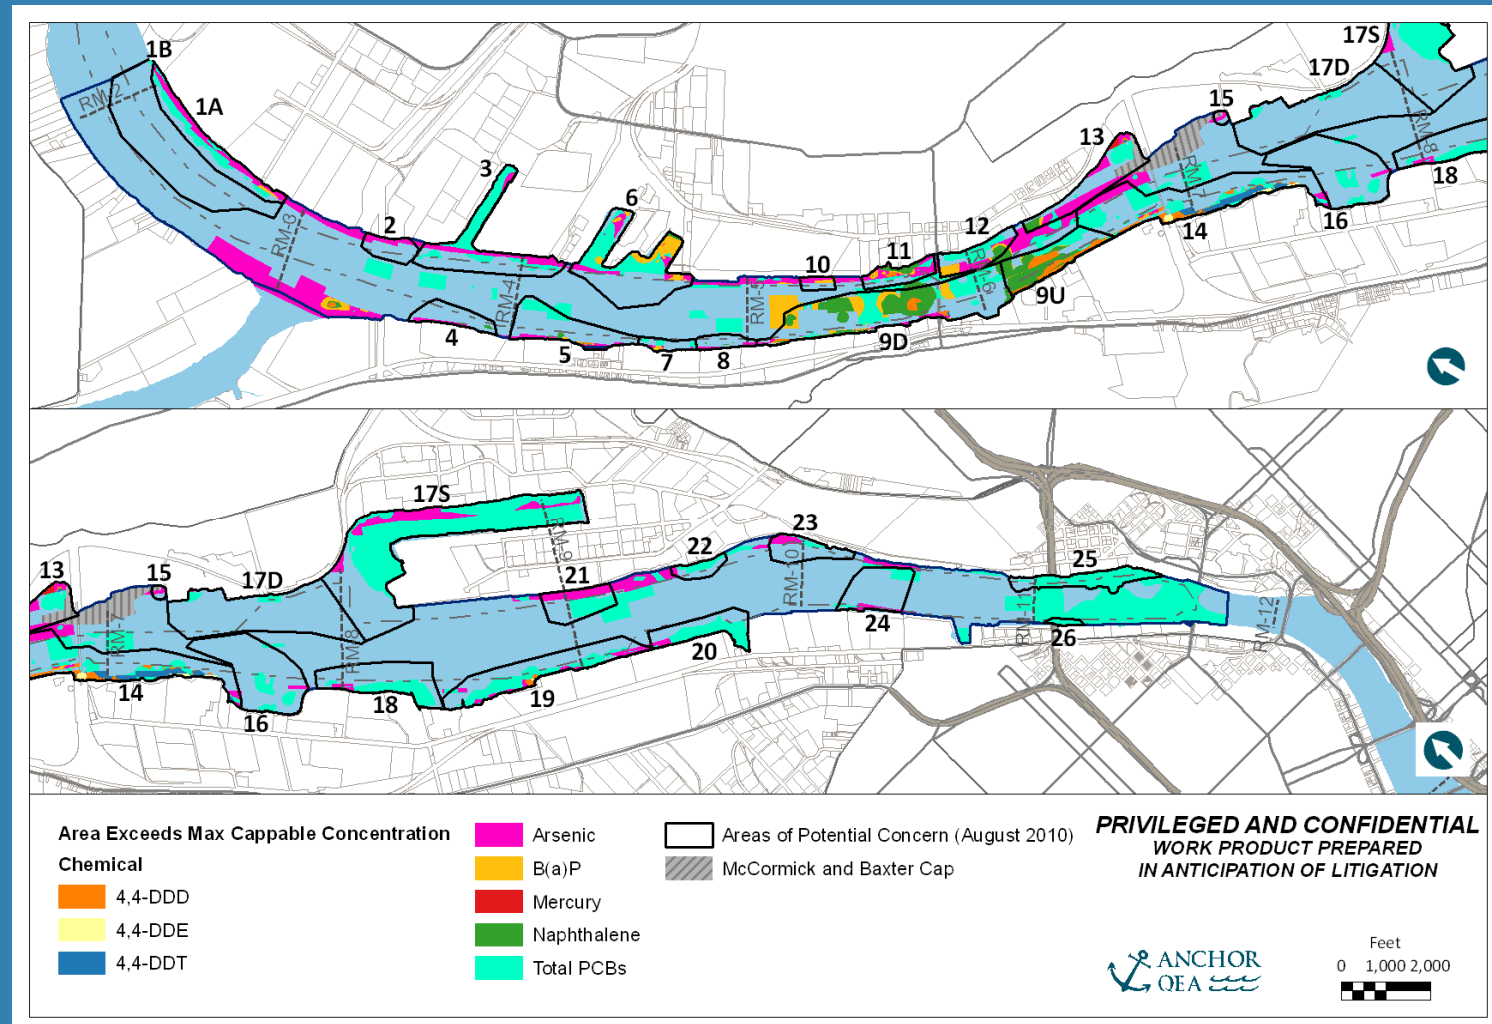 1B
RM-2
1A
RM-3
2
3
4
RM-4
5
6
7
8
RM-5
9D
10
11
12
RM-6
9U
13
RM-7
14
15
16
17D
17S
RM-8
18
13
15
RM-7
14
16
17D
17S
RM-8
18
RM-9
19
21
22
20
23
RM-10
24
25
RM-11
26
RM-12
Area Exceeds Max Cappable Concentration
Chemical
4,4-DDD
4,4-DDE
4,4-DDT
Arsenic
B(a)P
Mercury
Naphthalene
Total PCBs
Areas of Potential Concern (August 2010)
McCormick and Baxter Cap
PRIVILEGED AND CONFIDENTIAL
WORK PRODUCT PREPARED
IN ANTICIPATION OF LITIGATION
ANCHOR
QEA
Feet
0 1,000 2,000